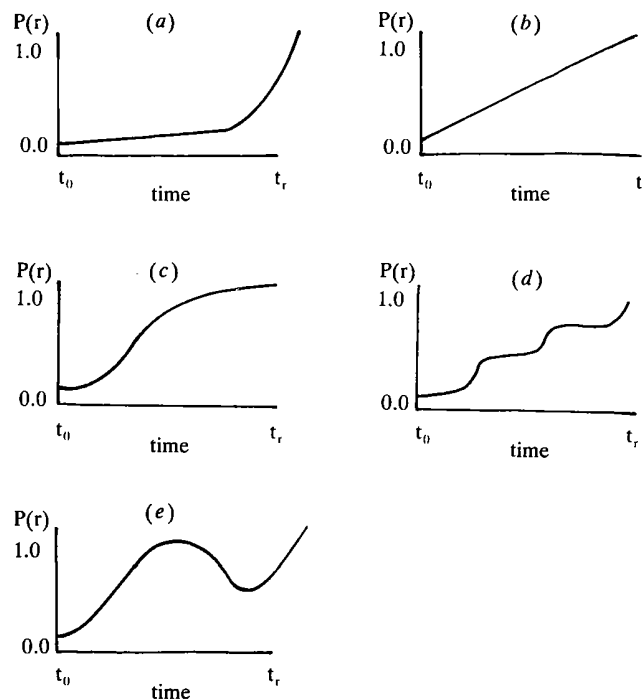 P(r) (a)
1.0
0.0
t₀ tᵣ
time
P(r) (b)
1.0
0.0
t₀ t
time
P(r) (c)
1.0
0.0
t₀ tᵣ
time
P(r) (d)
1.0
0.0
t₀ tᵣ
time
P(r) (e)
1.0
0.0
t₀ tᵣ
time